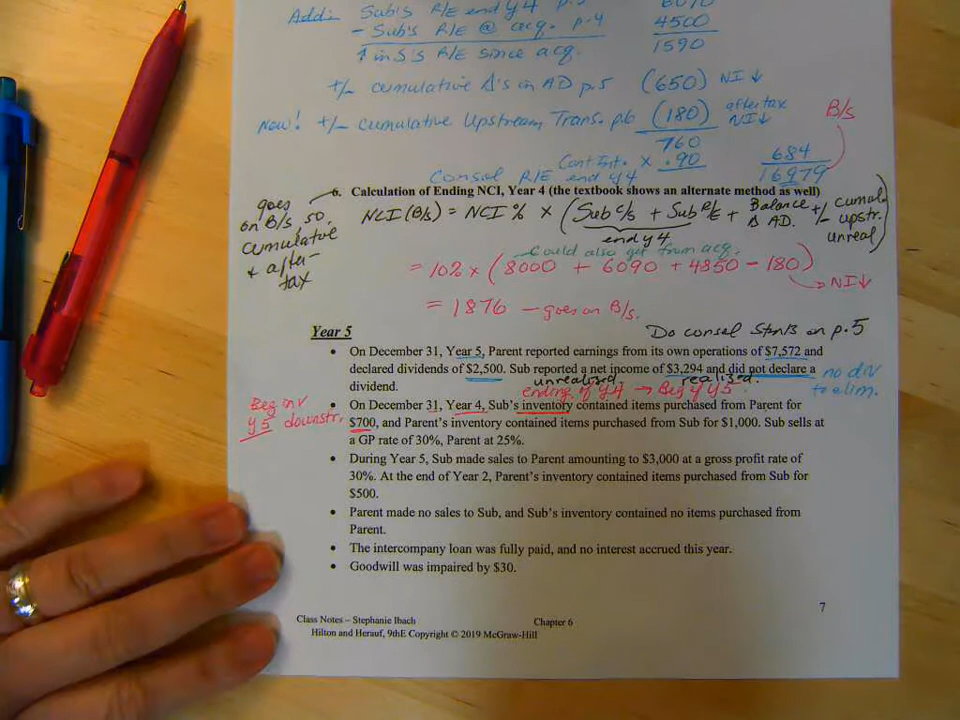 Add: Sub's R/E end y4 p.5 6090
- Sub's R/E @ acq. p.4 4500
↑ in S's R/E since acq. 1590
+/- cumulative Δ's in AD p.5 (650) NI↓
Now! +/- Cumulative Upstream Trans. p.6 (180) after tax NI↓
B/s
760
Cont. Int. × .90 684
Consol R/E end y4 16979
6. Calculation of Ending NCI, Year 4 (the textbook shows an alternate method as well)
goes on B/s, so cumulative + after-tax
NCI (B/s) = NCI % × (Sub C/s + Sub R/E + Balance Δ AD. +/- cumul. upstr. unreal)
end y4
Could also get from acq.
= 10% × (8000 + 6090 + 4850 - 180)
→ NI↓
= 1876 - goes on B/s.
Year 5
Do consol Stmts on p.5
• On December 31, Year 5, Parent reported earnings from its own operations of $7,572 and
declared dividends of $2,500. Sub reported a net income of $3,294 and did not declare a
dividend.
no div to elim.
unrealized. realized.
ending of Y4 → Beg of Y5
Beg inv Y5 downstr.
• On December 31, Year 4, Sub's inventory contained items purchased from Parent for
$700, and Parent's inventory contained items purchased from Sub for $1,000. Sub sells at
a GP rate of 30%, Parent at 25%.
• During Year 5, Sub made sales to Parent amounting to $3,000 at a gross profit rate of
30%. At the end of Year 2, Parent's inventory contained items purchased from Sub for
$500.
• Parent made no sales to Sub, and Sub's inventory contained no items purchased from
Parent.
• The intercompany loan was fully paid, and no interest accrued this year.
• Goodwill was impaired by $30.
7
Class Notes – Stephanie Ibach Chapter 6
Hilton and Herauf, 9thE Copyright © 2019 McGraw-Hill